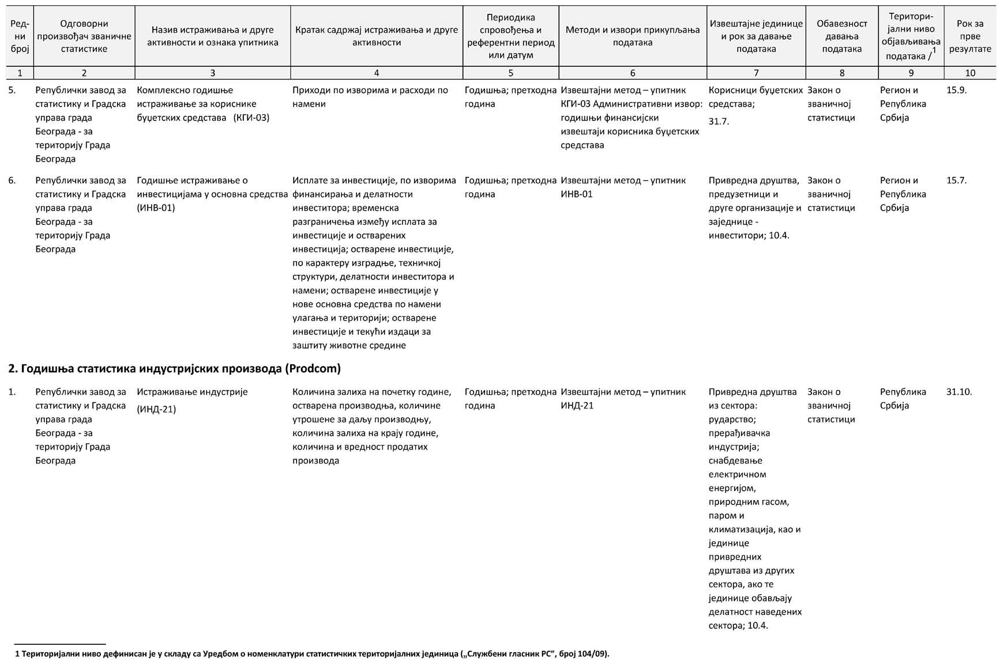 Ред-
ни
број
Одговорни
произвођач званичне
статистике
Назив истраживања и друге
активности и ознака упитника
Кратак садржај истраживања и друге
активности
Периодика
спровођења и
референтни период
или датум
Методи и извори прикупљања
података
Извештајне јединице
и рок за давање
података
Обавезност
давања
података
Територи-
јални ниво
објављивања
података /1
Рок за
прве
резултате
1 2 3 4 5 6 7 8 9 10
5.
Републички завод за
статистику и Градска
управа града
Београда - за
територију Града
Београда
Комплексно годишње
истраживање за кориснике
буџетских средстава (КГИ-03)
Приходи по изворима и расходи по
намени
Годишња; претходна
година
Извештајни метод – упитник
КГИ-03 Административни извор:
годишњи финансијски
извештаји корисника буџетских
средстава
Корисници буџетских
средстава;
31.7.
Закон о
званичној
статистици
Регион и
Република
Србија
15.9.
6.
Републички завод за
статистику и Градска
управа града
Београда - за
територију Града
Београда
Годишње истраживање о
инвестицијама у основна средства
(ИНВ-01)
Исплате за инвестиције, по изворима
финансирања и делатности
инвеститора; временска
разграничења између исплата за
инвестиције и остварених
инвестиција; остварене инвестиције,
по карактеру изградње, техничкој
структури, делатности инвеститора и
намени; остварене инвестиције у
нове основна средства по намени
улагања и територији; остварене
инвестиције и текући издаци за
заштиту животне средине
Годишња; претходна
година
Извештајни метод – упитник
ИНВ-01
Привредна друштва,
предузетници и
друге организације и
заједнице -
инвеститори; 10.4.
Закон о
званичној
статистици
Регион и
Република
Србија
15.7.
2. Годишња статистика индустријских производа (Prodcom)
1.
Републички завод за
статистику и Градска
управа града
Београда - за
територију Града
Београда
Истраживање индустрије
(ИНД-21)
Количина залиха на почетку године,
остварена производња, количине
утрошене за даљу производњу,
количина залиха на крају године,
количина и вредност продатих
производа
Годишња; претходна
година
Извештајни метод – упитник
ИНД-21
Привредна друштва
из сектора:
рударство;
прерађивачка
индустрија;
снабдевање
електричном
енергијом,
природним гасом,
паром и
климатизација, као и
јединице
привредних
друштава из других
сектора, ако те
јединице обављају
делатност наведених
сектора; 10.4.
Закон о
званичној
статистици
Република
Србија
31.10.
1 Територијални ниво дефинисан је у складу са Уредбом о номенклатури статистичких територијалних јединица („Службени гласник РС”, број 104/09).